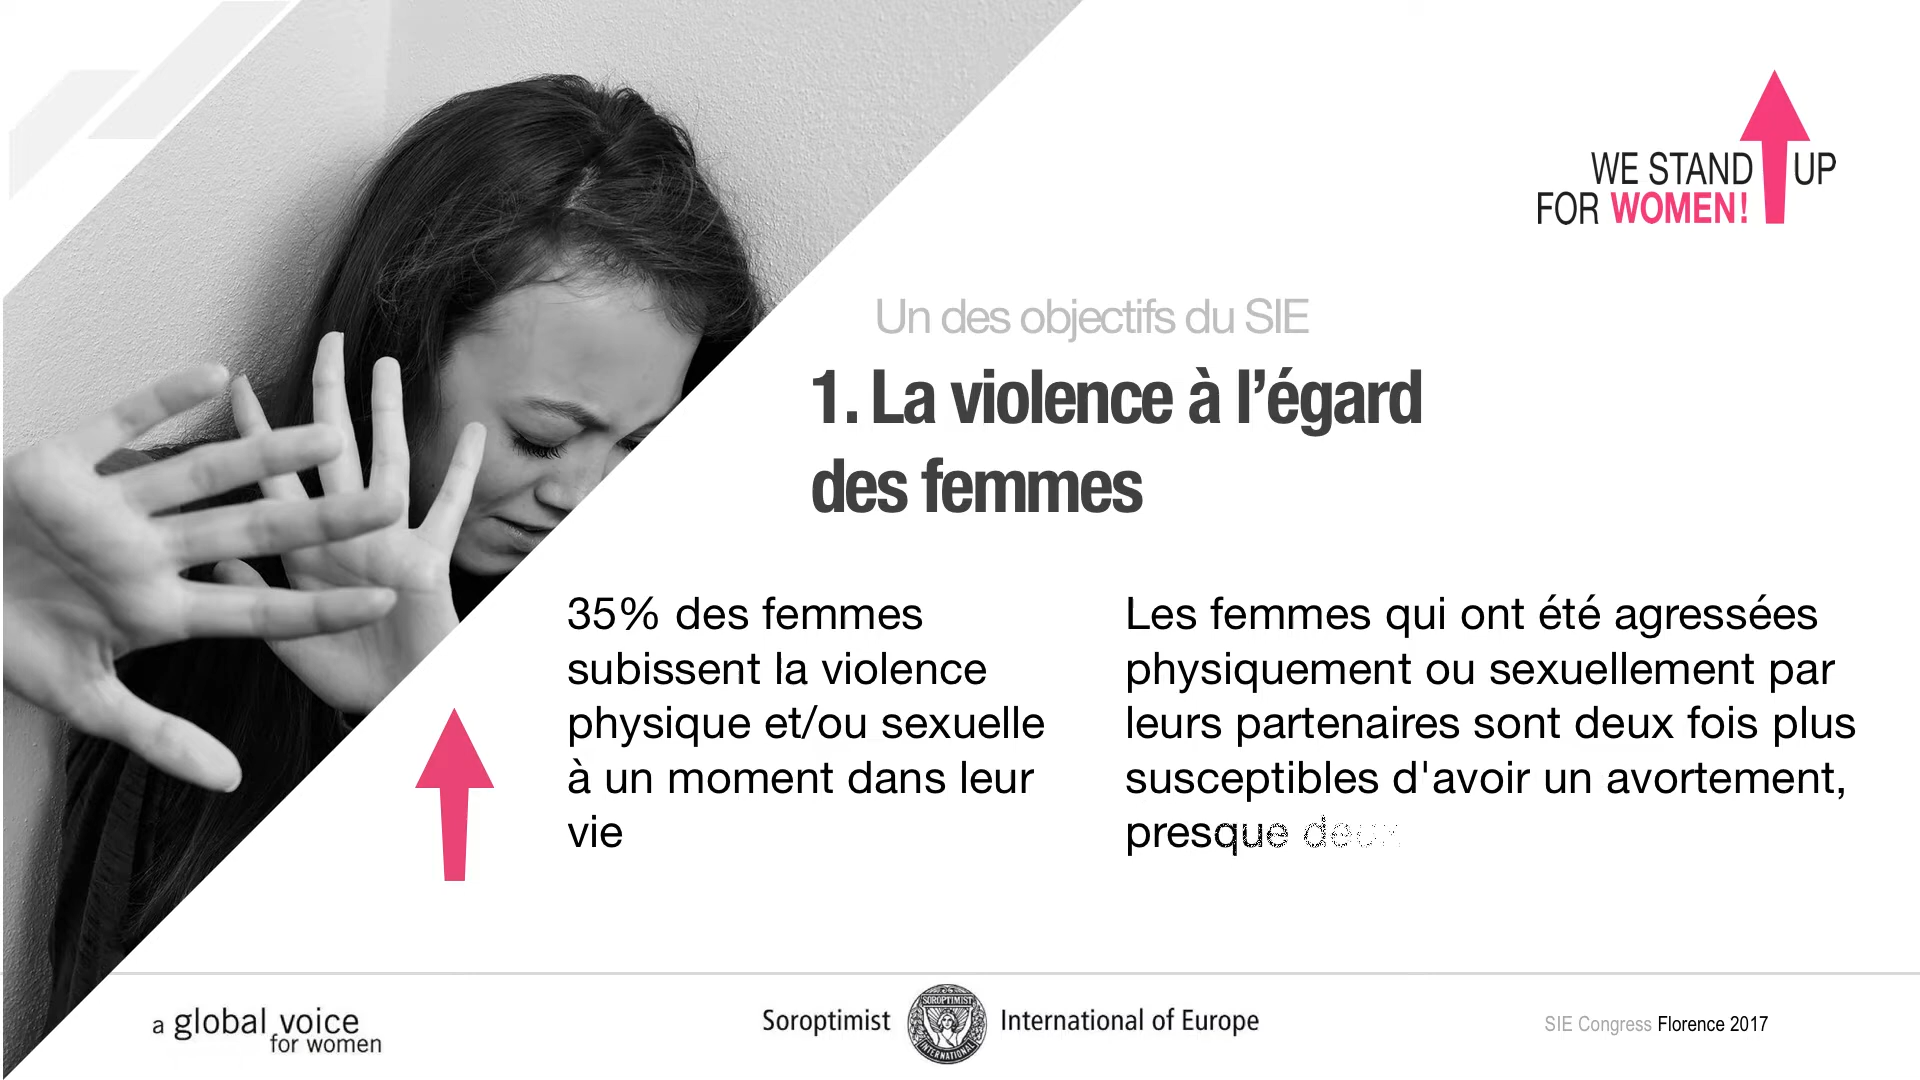 WE STAND UP
FOR WOMEN!
Un des objectifs du SIE
1. La violence à l’égard
des femmes
35% des femmes
subissent la violence
physique et/ou sexuelle
à un moment dans leur
vie
Les femmes qui ont été agressées
physiquement ou sexuellement par
leurs partenaires sont deux fois plus
susceptibles d'avoir un avortement,
presque deux
a global voice
for women
Soroptimist
SOROPTIMIST
INTERNATIONAL
International of Europe
SIE Congress Florence 2017